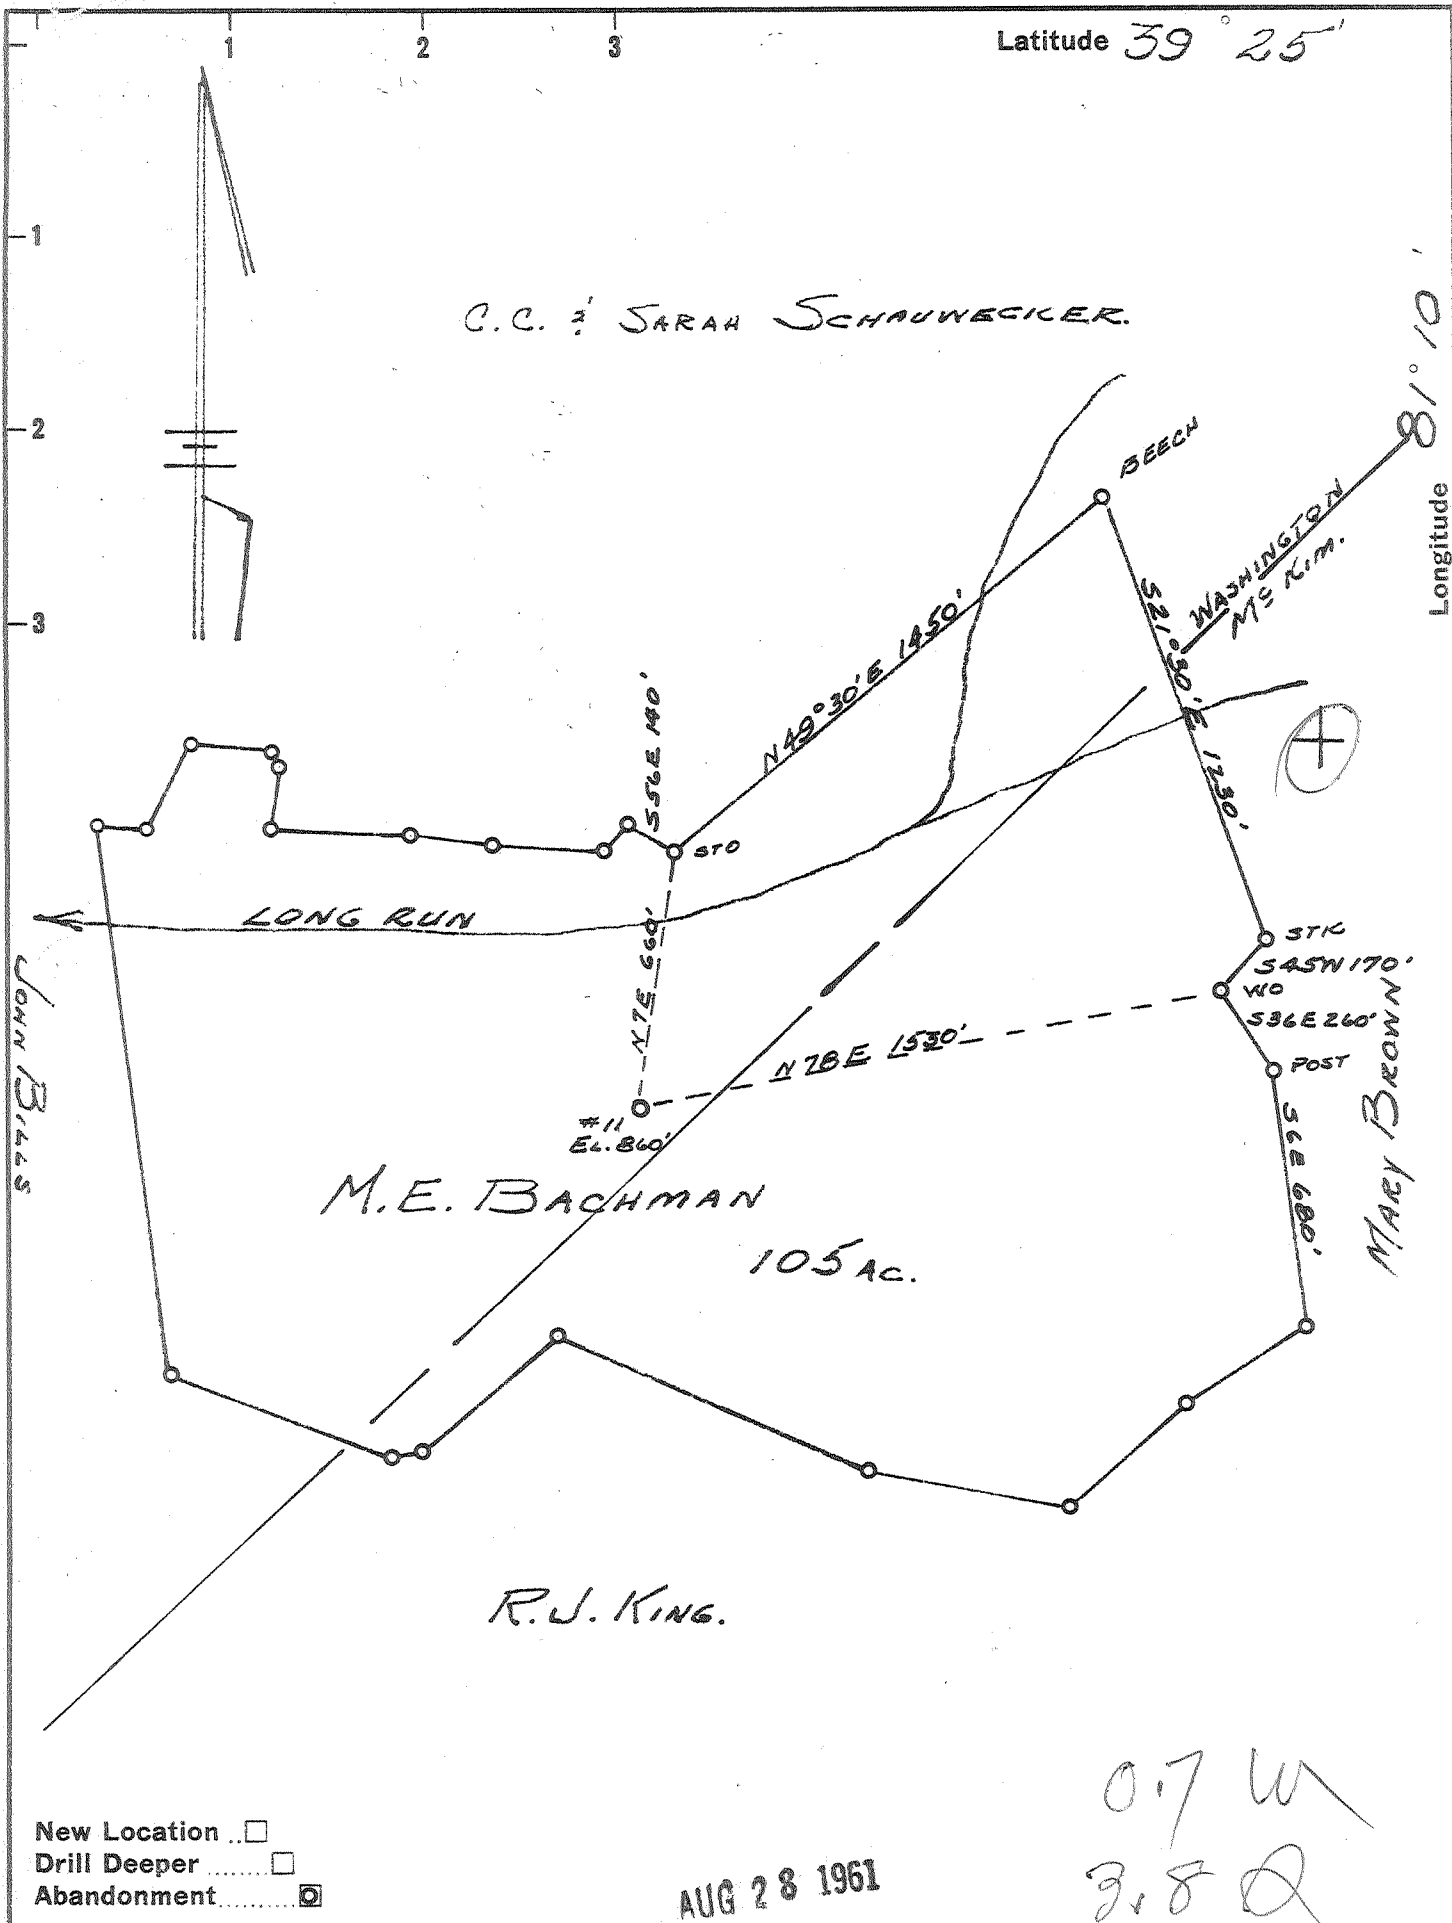 1 2 3
Latitude 39° 25'
1
2
3
Longitude 81° 10'
C.C. & SARAH SCHAUWECKER.
BEECH
WASHINGTON
Mc KIM.
N49°30'E 1450'
S21°30'E 1230'
S56E 140'
STO
LONG RUN
N7E 660'
STK
S45W 170'
WO
S36E 260'
POST
N78E 1530'
#11
EL. 860'
S6E 680'
JOHN BILLS
MARY BROWN
M.E. BACHMAN
105 AC.
R.J. KING.
New Location ..
Drill Deeper ........
Abandonment ..........
AUG 28 1961
0.7 W
3.8